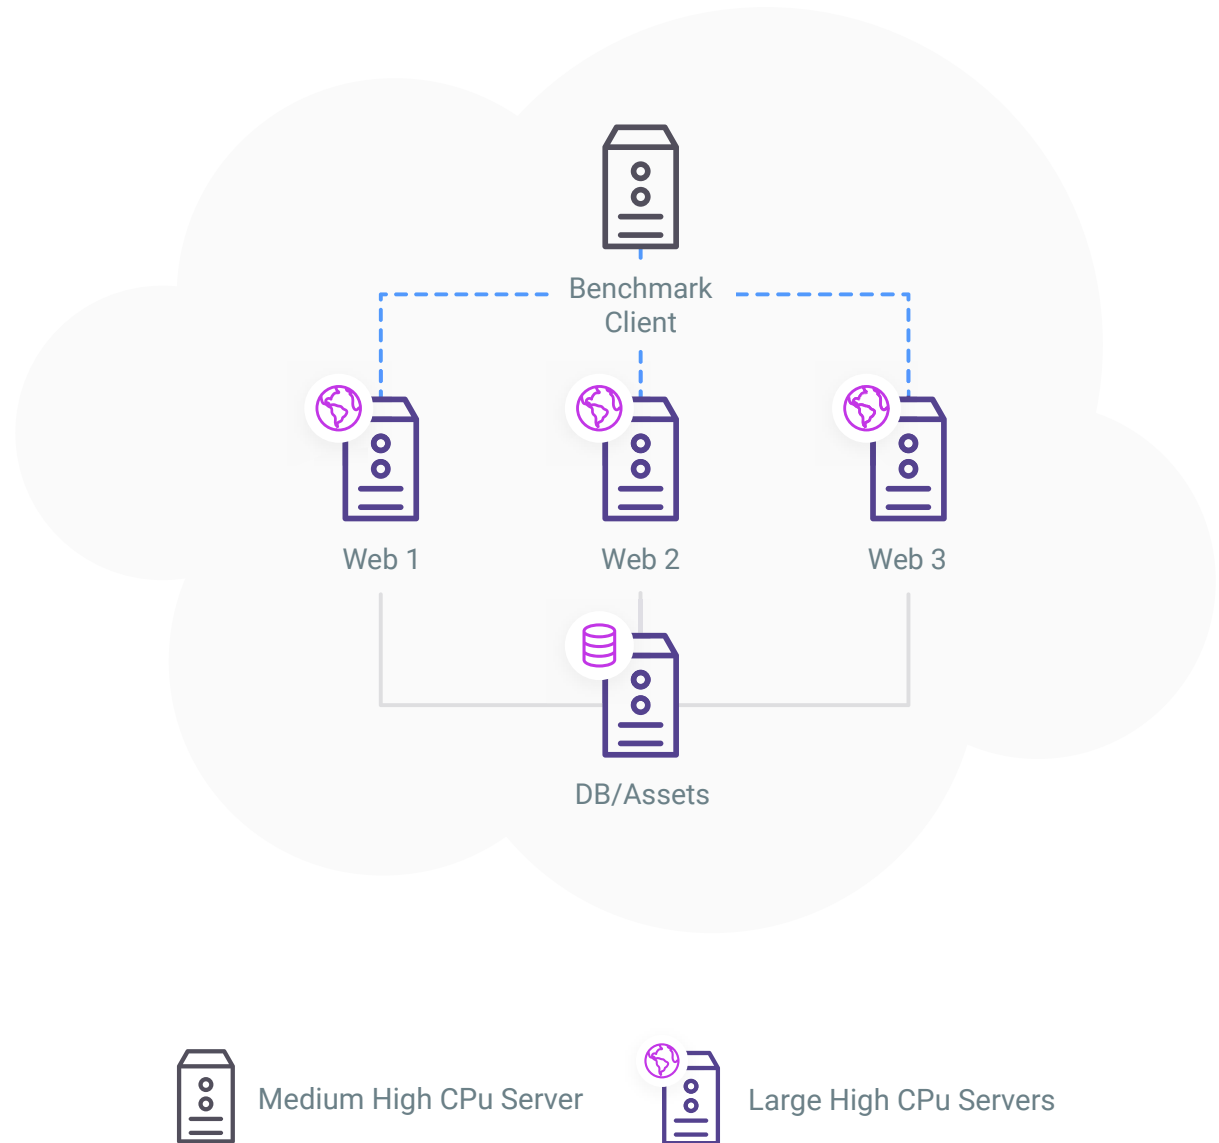 Benchmark
Client
Web 1
Web 2
Web 3
DB/Assets
Medium High CPu Server
Large High CPu Servers